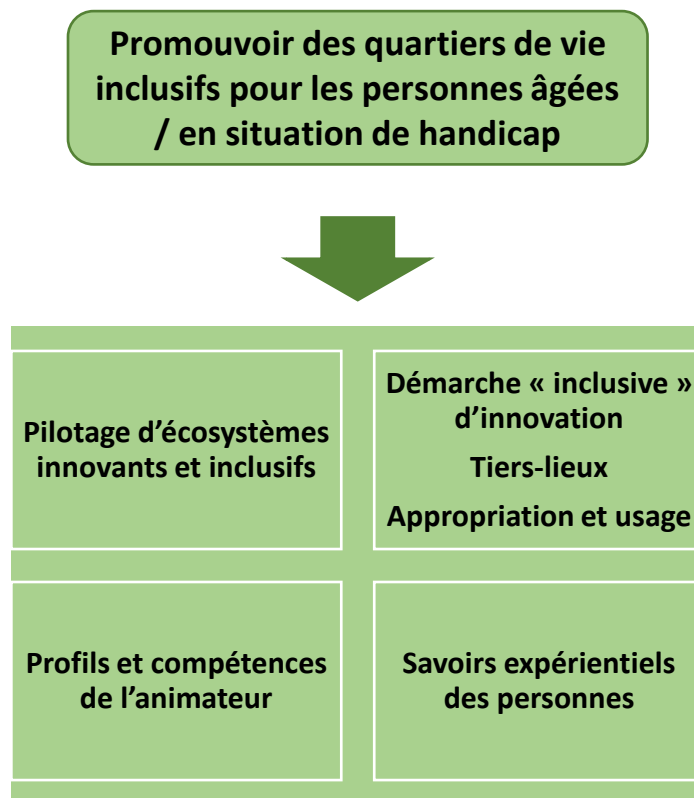 Promouvoir des quartiers de vie
inclusifs pour les personnes âgées
/ en situation de handicap
Pilotage d'écosystèmes
innovants et inclusifs
Démarche « inclusive »
d'innovation
Tiers-lieux
Appropriation et usage
Profils et compétences
de l'animateur
Savoirs expérientiels
des personnes